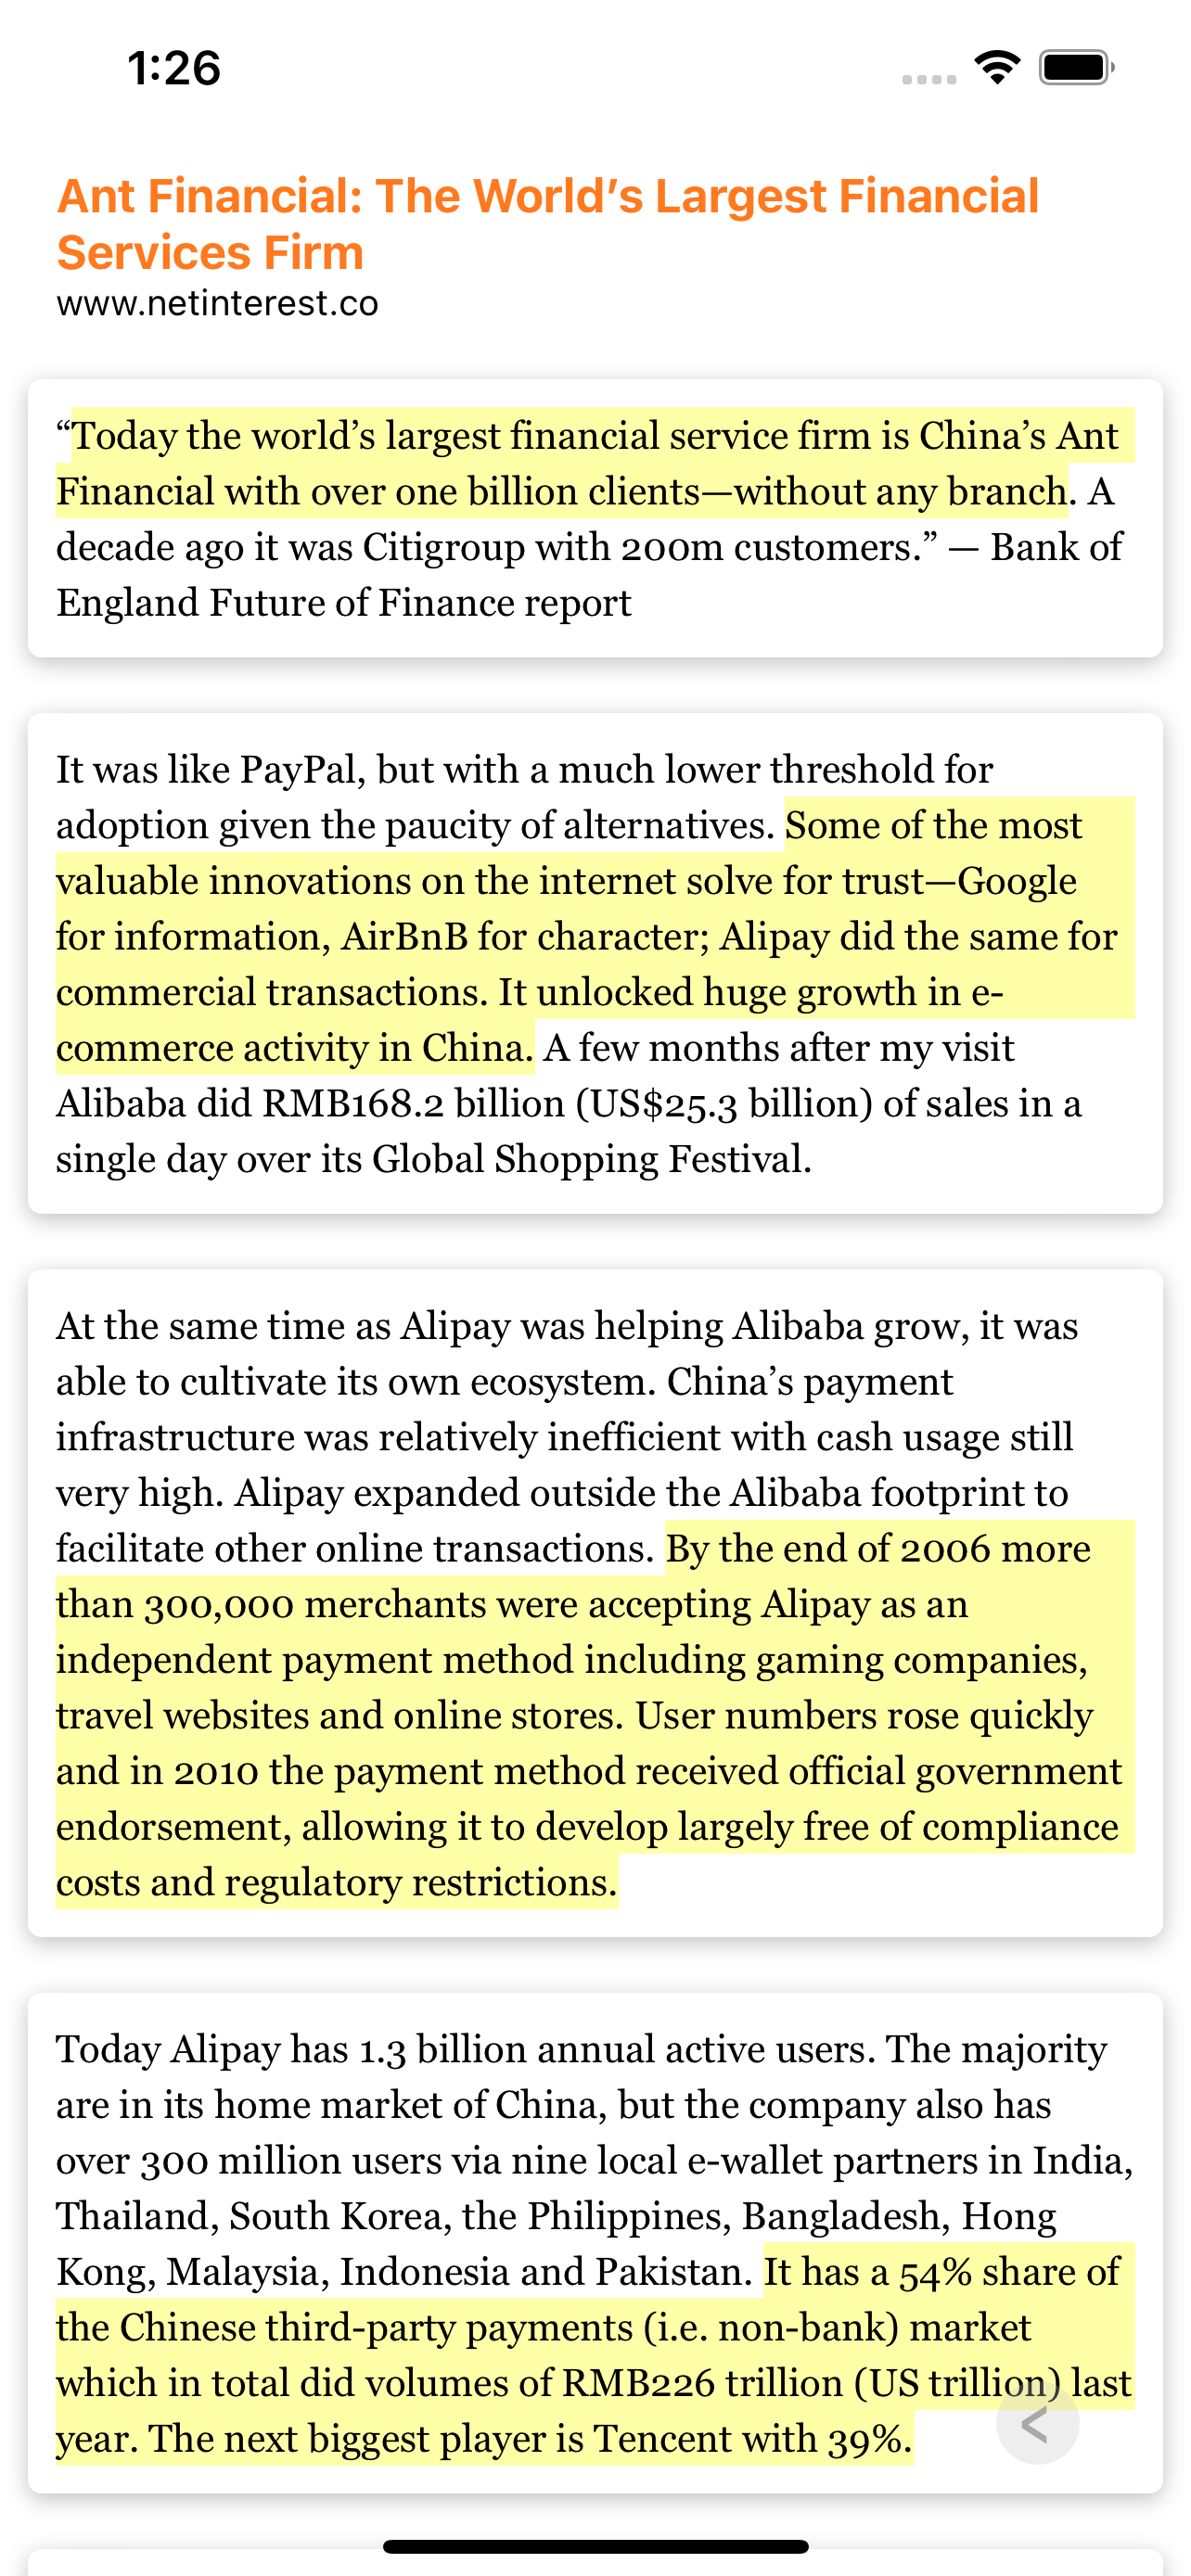 1:26
Ant Financial: The World’s Largest Financial
Services Firm
www.netinterest.co
“Today the world’s largest financial service firm is China’s Ant
Financial with over one billion clients—without any branch. A
decade ago it was Citigroup with 200m customers.” — Bank of
England Future of Finance report
It was like PayPal, but with a much lower threshold for
adoption given the paucity of alternatives. Some of the most
valuable innovations on the internet solve for trust—Google
for information, AirBnB for character; Alipay did the same for
commercial transactions. It unlocked huge growth in e-
commerce activity in China. A few months after my visit
Alibaba did RMB168.2 billion (US$25.3 billion) of sales in a
single day over its Global Shopping Festival.
At the same time as Alipay was helping Alibaba grow, it was
able to cultivate its own ecosystem. China’s payment
infrastructure was relatively inefficient with cash usage still
very high. Alipay expanded outside the Alibaba footprint to
facilitate other online transactions. By the end of 2006 more
than 300,000 merchants were accepting Alipay as an
independent payment method including gaming companies,
travel websites and online stores. User numbers rose quickly
and in 2010 the payment method received official government
endorsement, allowing it to develop largely free of compliance
costs and regulatory restrictions.
Today Alipay has 1.3 billion annual active users. The majority
are in its home market of China, but the company also has
over 300 million users via nine local e-wallet partners in India,
Thailand, South Korea, the Philippines, Bangladesh, Hong
Kong, Malaysia, Indonesia and Pakistan. It has a 54% share of
the Chinese third-party payments (i.e. non-bank) market
which in total did volumes of RMB226 trillion (US trillion) last
year. The next biggest player is Tencent with 39%.